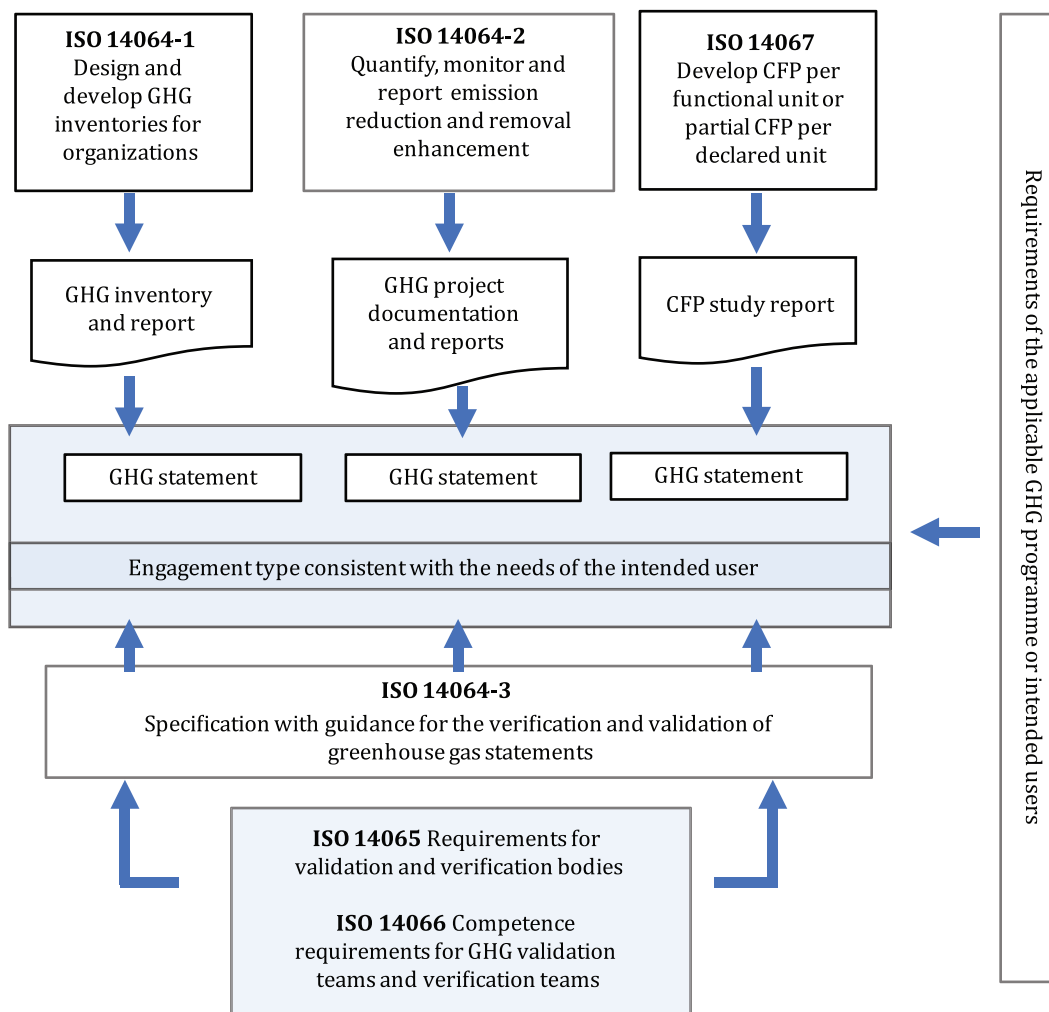 ISO 14064-1
Design and
develop GHG
inventories for
organizations
ISO 14064-2
Quantify, monitor and
report emission
reduction and removal
enhancement
ISO 14067
Develop CFP per
functional unit or
partial CFP per
declared unit
GHG inventory
and report
GHG project
documentation
and reports
CFP study report
GHG statement
GHG statement
GHG statement
Engagement type consistent with the needs of the intended user
ISO 14064-3
Specification with guidance for the verification and validation of
greenhouse gas statements
ISO 14065 Requirements for
validation and verification bodies
ISO 14066 Competence
requirements for GHG validation
teams and verification teams
Requirements of the applicable GHG programme or intended users